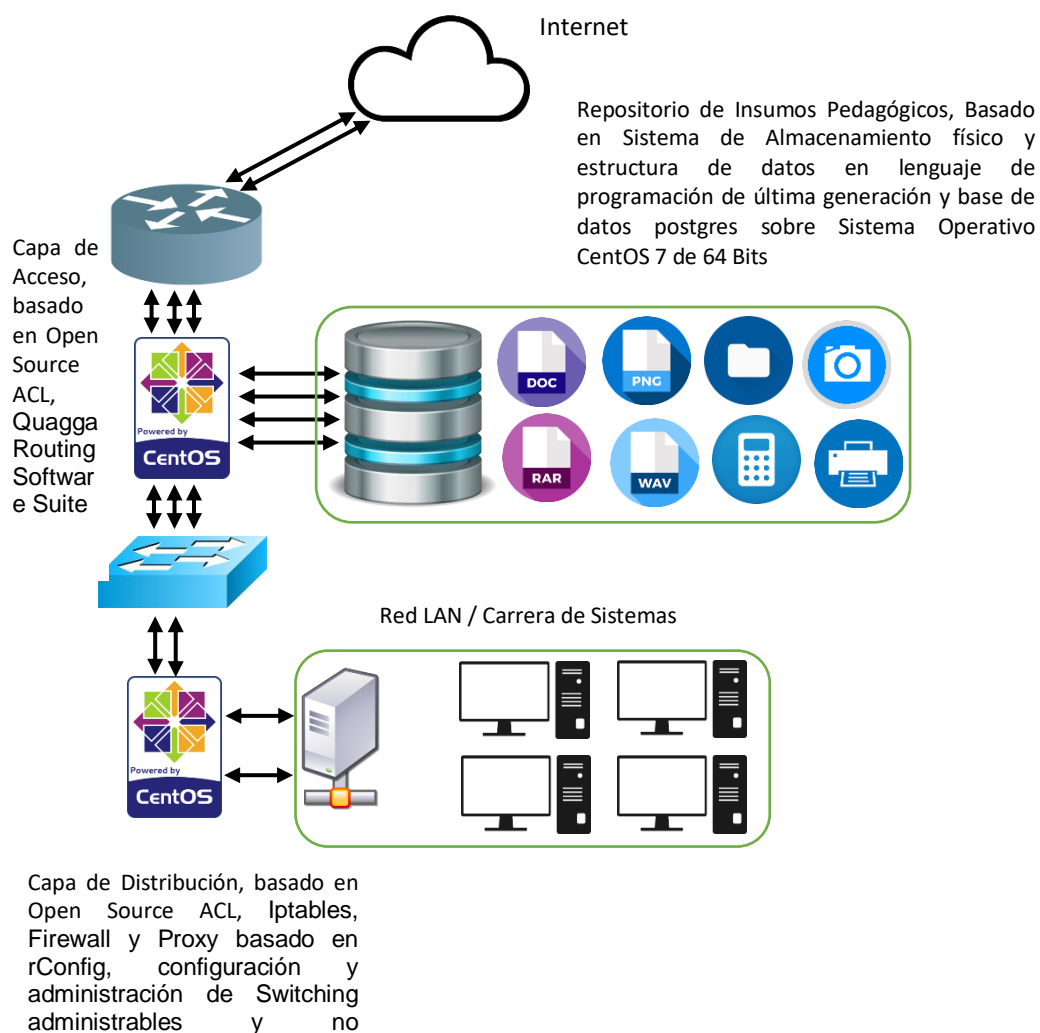 Internet
Repositorio de Insumos Pedagógicos, Basado
en Sistema de Almacenamiento físico y
estructura de datos en lenguaje de
programación de última generación y base de
datos postgres sobre Sistema Operativo
CentOS 7 de 64 Bits
Capa de
Acceso,
basado
en Open
Source
ACL,
Quagga
Routing
Softwar
e Suite
Powered by
CentOS
DOC
PNG
RAR
WAV
Red LAN / Carrera de Sistemas
Powered by
CentOS
Capa de Distribución, basado en
Open Source ACL, Iptables,
Firewall y Proxy basado en
rConfig, configuración y
administración de Switching
administrables y no